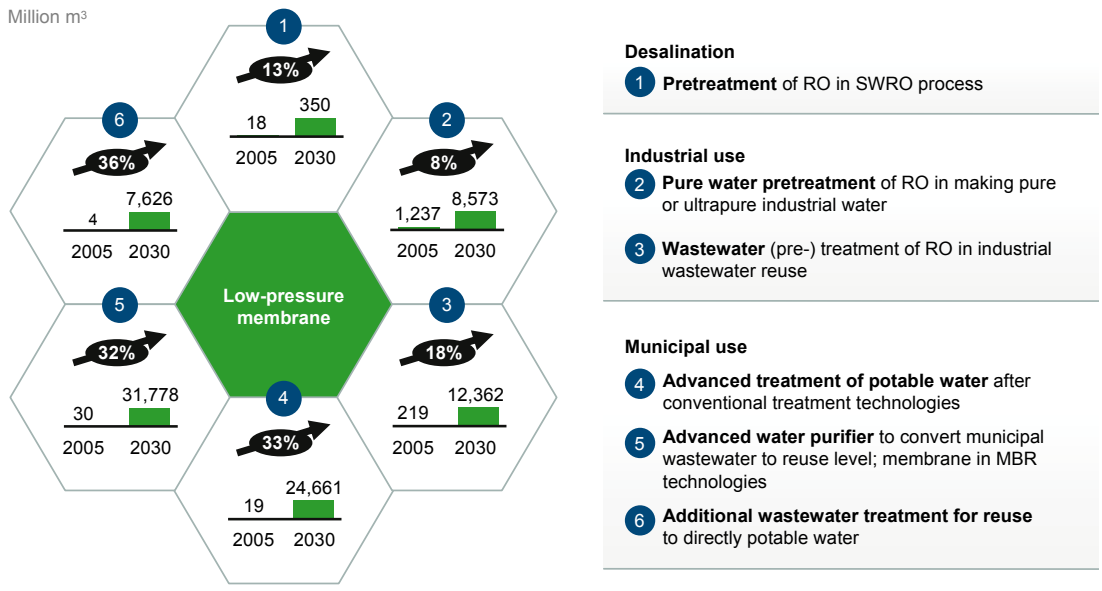 Million m³
1
13%
18
350
2005 2030
2
8%
1,237
8,573
2005 2030
3
18%
219
12,362
2005 2030
4
33%
19
24,661
2005 2030
5
32%
30
31,778
2005 2030
6
36%
4
7,626
2005 2030
Low-pressure
membrane
Desalination
1 Pretreatment of RO in SWRO process
Industrial use
2 Pure water pretreatment of RO in making pure
or ultrapure industrial water
3 Wastewater (pre-) treatment of RO in industrial
wastewater reuse
Municipal use
4 Advanced treatment of potable water after
conventional treatment technologies
5 Advanced water purifier to convert municipal
wastewater to reuse level; membrane in MBR
technologies
6 Additional wastewater treatment for reuse
to directly potable water